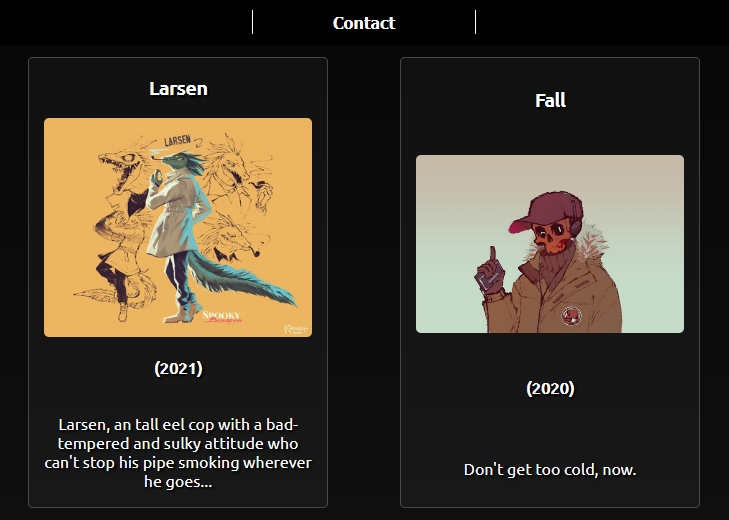 Contact
Larsen
LARSEN
SPOOKY
(2021)
Larsen, an tall eel cop with a bad-
tempered and sulky attitude who
can't stop his pipe smoking wherever
he goes...
Fall
(2020)
Don't get too cold, now.